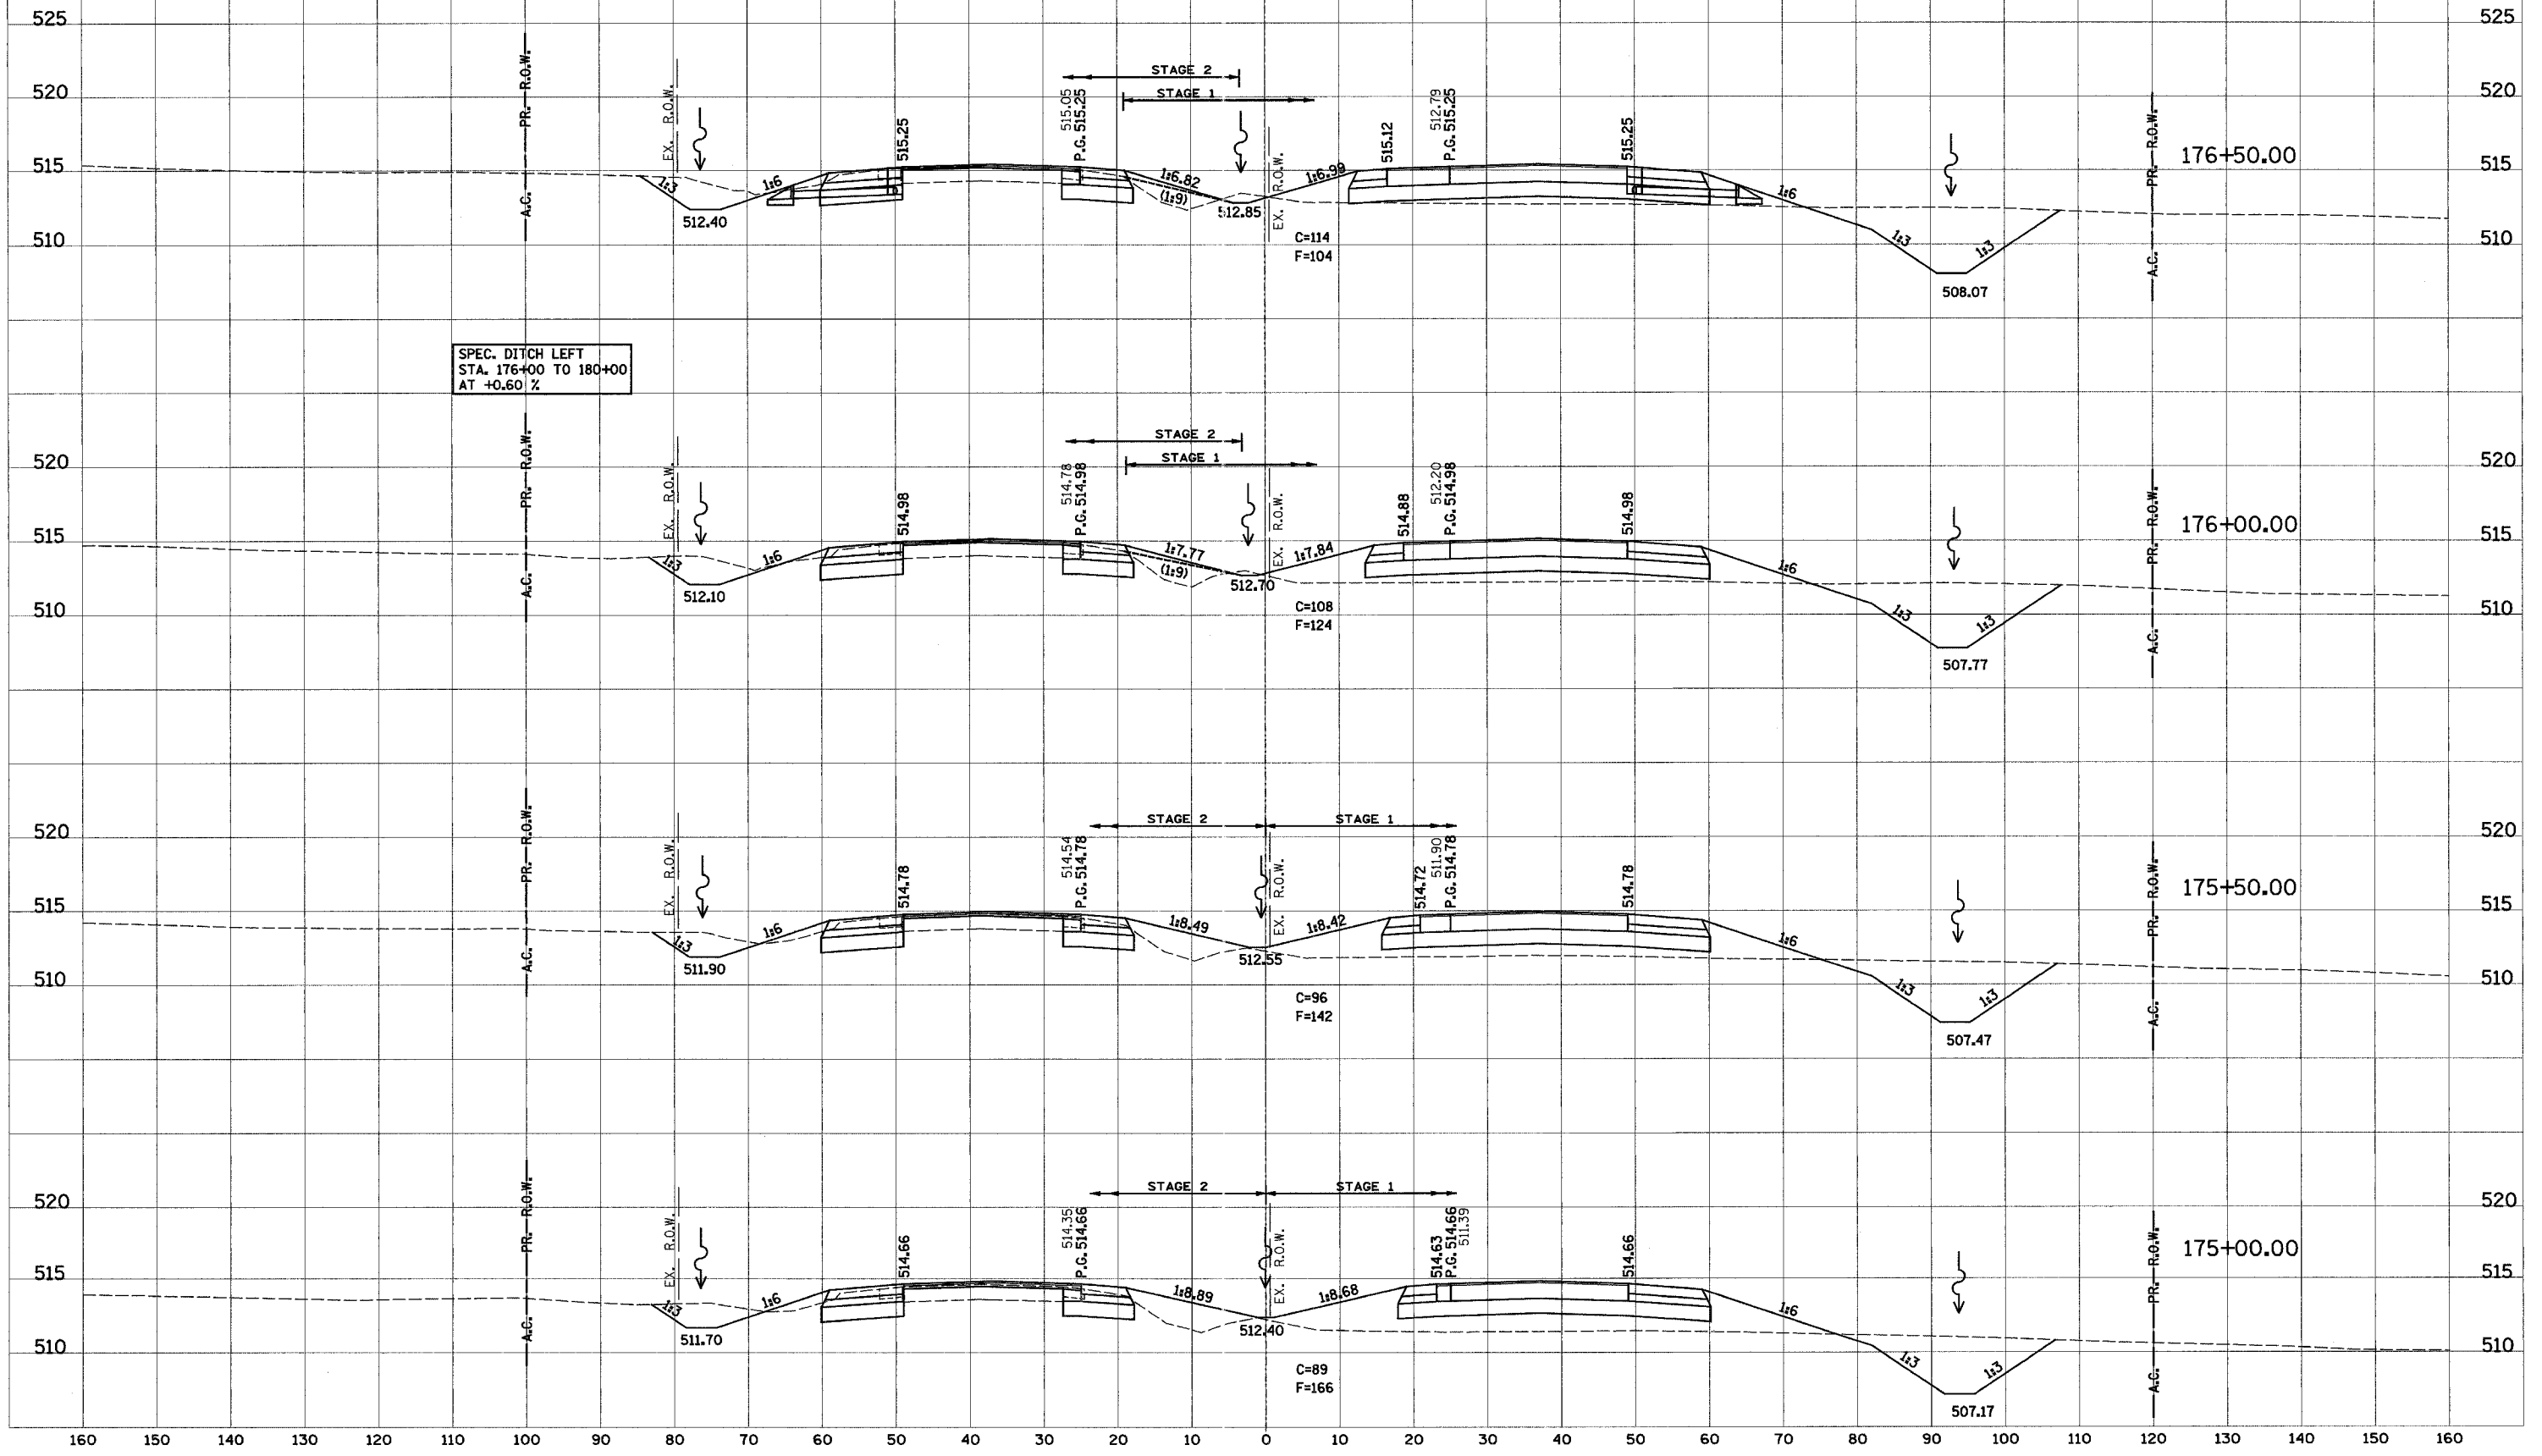 525 525
STAGE 2
STAGE 1
520 520
A.C. PR. R.O.W.
EX. R.O.W.
515.25
515.05
P.G. 515.25
515.12
512.79
P.G. 515.25
515.25
EX. R.O.W.
A.C. PR. R.O.W.
176+50.00
515 515
1:3
1:6
1:6.82
(1:9)
1:6.99
1:6
1:3
1:3
512.40
512.85
508.07
510 510
C=114
F=104
SPEC. DITCH LEFT
STA. 176+00 TO 180+00
AT +0.60 %
STAGE 2
STAGE 1
520 520
A.C. PR. R.O.W.
EX. R.O.W.
514.98
514.78
P.G. 514.98
514.88
512.20
P.G. 514.98
514.98
EX. R.O.W.
A.C. PR. R.O.W.
176+00.00
515 515
1:3
1:6
1:7.77
(1:9)
1:7.84
1:6
1:3
1:3
512.10
512.70
507.77
510 510
C=108
F=124
STAGE 2 STAGE 1
520 520
A.C. PR. R.O.W.
EX. R.O.W.
514.78
514.54
P.G. 514.78
514.72
511.90
P.G. 514.78
514.78
EX. R.O.W.
A.C. PR. R.O.W.
175+50.00
515 515
1:3
1:6
1:8.49
1:8.42
1:6
1:3
1:3
511.90
512.55
507.47
510 510
C=96
F=142
STAGE 2 STAGE 1
520 520
A.C. PR. R.O.W.
EX. R.O.W.
514.66
514.35
P.G. 514.66
514.63
P.G. 514.66
511.39
514.66
EX. R.O.W.
A.C. PR. R.O.W.
175+00.00
515 515
1:3
1:6
1:8.89
1:8.68
1:6
1:3
1:3
511.70
512.40
507.17
510 510
C=89
F=166
160 150 140 130 120 110 100 90 80 70 60 50 40 30 20 10 0 10 20 30 40 50 60 70 80 90 100 110 120 130 140 150 160